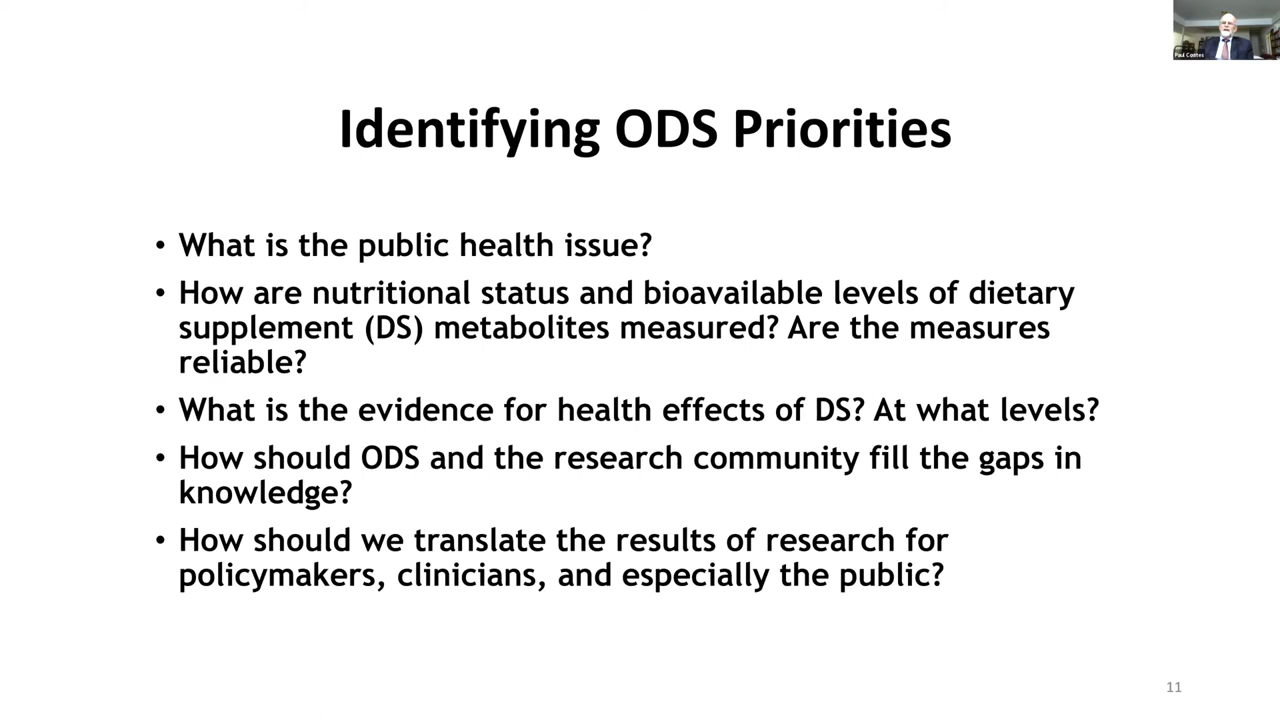 Paul Coates
Identifying ODS Priorities
• What is the public health issue?
• How are nutritional status and bioavailable levels of dietary
supplement (DS) metabolites measured? Are the measures
reliable?
• What is the evidence for health effects of DS? At what levels?
• How should ODS and the research community fill the gaps in
knowledge?
• How should we translate the results of research for
policymakers, clinicians, and especially the public?
11